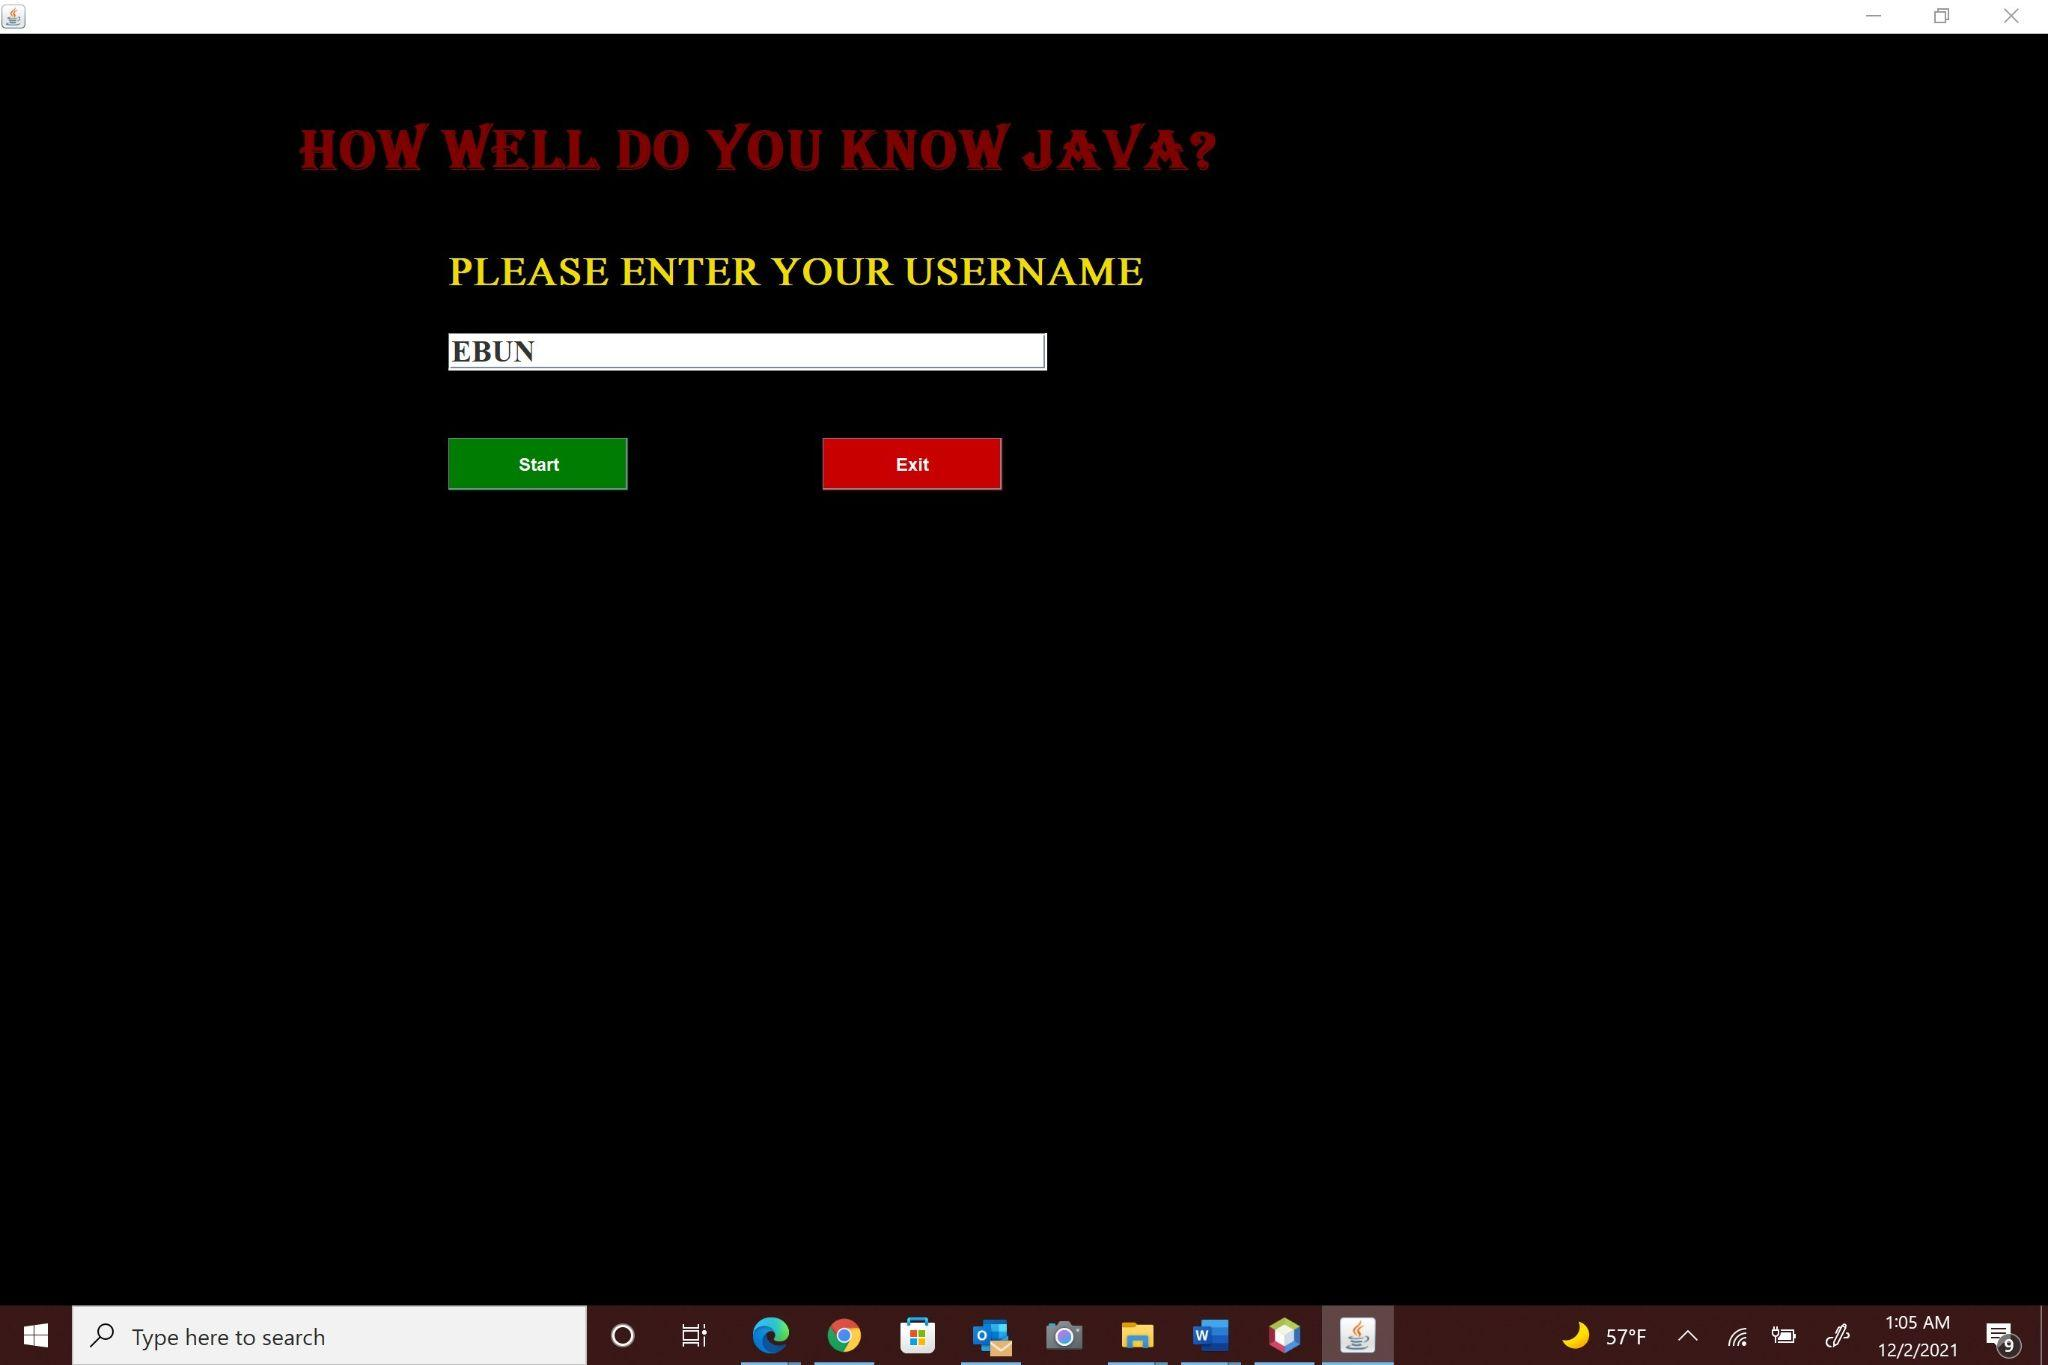 HOW WELL DO YOU KNOW JAVA?
PLEASE ENTER YOUR USERNAME
EBUN
Start
Exit
Type here to search
57°F
1:05 AM
12/2/2021
9